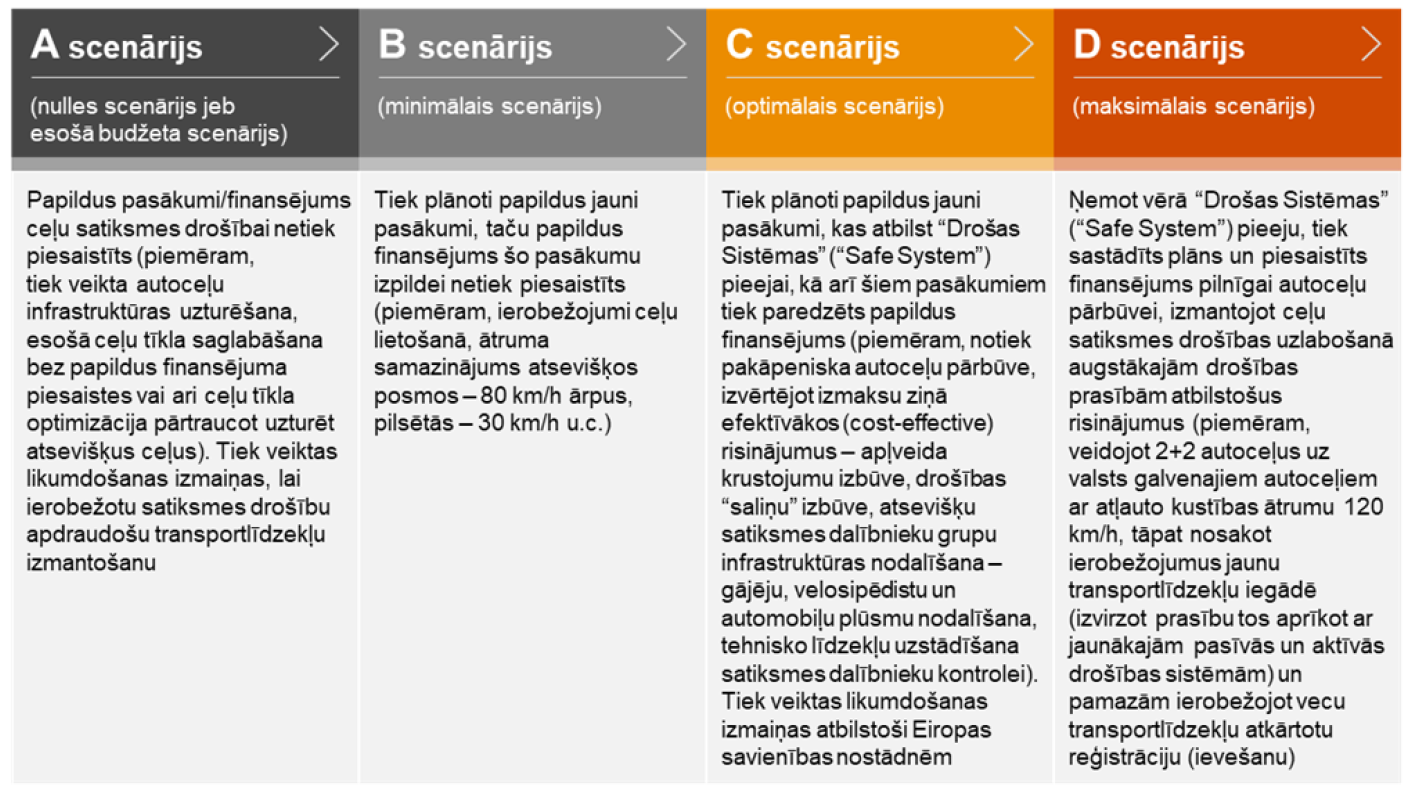 A scenārijs
(nulles scenārijs jeb
esošā budžeta scenārijs)
Papildus pasākumi/finansējums
ceļu satiksmes drošībai netiek
piesaistīts (piemēram,
tiek veikta autoceļu
infrastruktūras uzturēšana,
esošā ceļu tīkla saglabāšana
bez papildus finansējuma
piesaistes vai ari ceļu tīkla
optimizācija pārtraucot uzturēt
atsevišķus ceļus). Tiek veiktas
likumdošanas izmaiņas, lai
ierobežotu satiksmes drošību
apdraudošu transportlīdzekļu
izmantošanu
B scenārijs
(minimālais scenārijs)
Tiek plānoti papildus jauni
pasākumi, taču papildus
finansējums šo pasākumu
izpildei netiek piesaistīts
(piemēram, ierobežojumi ceļu
lietošanā, ātruma
samazinājums atsevišķos
posmos – 80 km/h ārpus,
pilsētās – 30 km/h u.c.)
C scenārijs
(optimālais scenārijs)
Tiek plānoti papildus jauni
pasākumi, kas atbilst “Drošas
Sistēmas” (“Safe System”)
pieejai, kā arī šiem pasākumiem
tiek paredzēts papildus
finansējums (piemēram, notiek
pakāpeniska autoceļu pārbūve,
izvērtējot izmaksu ziņā
efektīvākos (cost-effective)
risinājumus – apļveida
krustojumu izbūve, drošības
“saliņu” izbūve, atsevišķu
satiksmes dalībnieku grupu
infrastruktūras nodalīšana –
gājēju, velosipēdistu un
automobiļu plūsmu nodalīšana,
tehnisko līdzekļu uzstādīšana
satiksmes dalībnieku kontrolei).
Tiek veiktas likumdošanas
izmaiņas atbilstoši Eiropas
savienības nostādnēm
D scenārijs
(maksimālais scenārijs)
Ņemot vērā “Drošas Sistēmas”
(“Safe System”) pieeju, tiek
sastādīts plāns un piesaistīts
finansējums pilnīgai autoceļu
pārbūvei, izmantojot ceļu
satiksmes drošības uzlabošanā
augstākajām drošības
prasībām atbilstošus
risinājumus (piemēram,
veidojot 2+2 autoceļus uz
valsts galvenajiem autoceļiem
ar atļauto kustības ātrumu 120
km/h, tāpat nosakot
ierobežojumus jaunu
transportlīdzekļu iegādē
(izvirzot prasību tos aprīkot ar
jaunākajām pasīvās un aktīvās
drošības sistēmām) un
pamazām ierobežojot vecu
transportlīdzekļu atkārtotu
reģistrāciju (ievešanu)